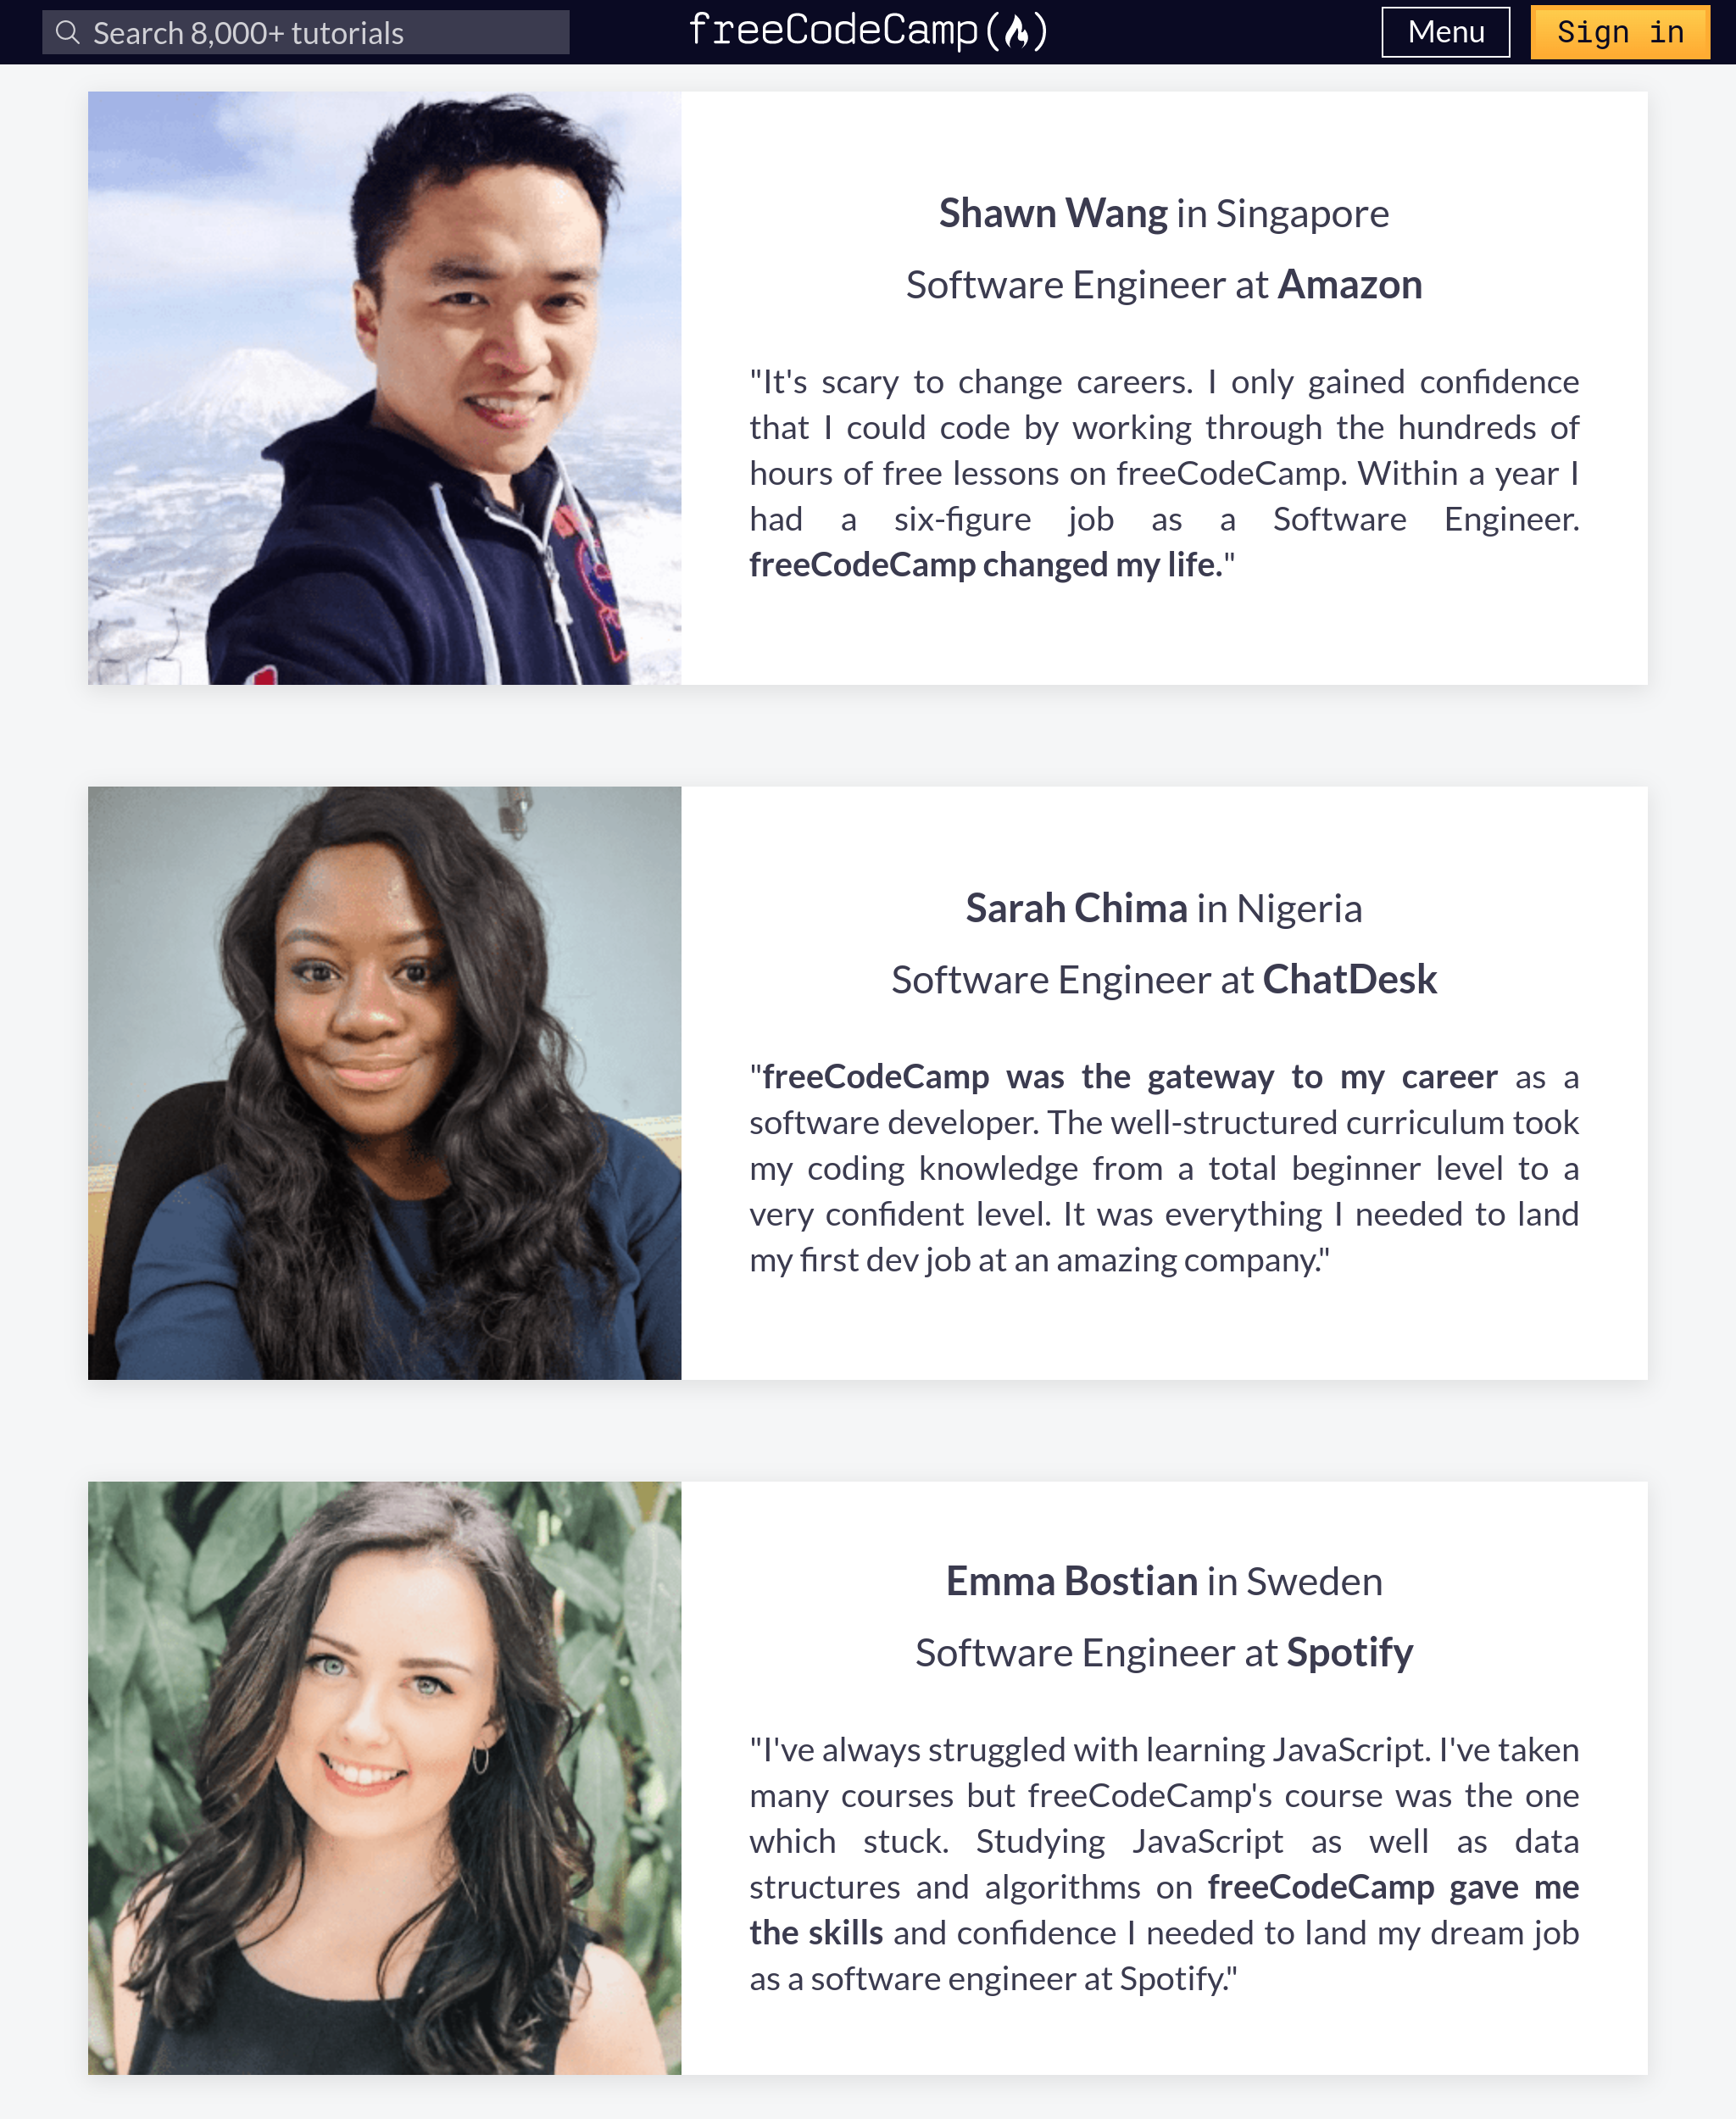 Search 8,000+ tutorials
freeCodeCamp
Menu
Sign in
Shawn Wang in Singapore
Software Engineer at Amazon
"It's scary to change careers. I only gained confidence
that I could code by working through the hundreds of
hours of free lessons on freeCodeCamp. Within a year I
had a six-figure job as a Software Engineer.
freeCodeCamp changed my life."
Sarah Chima in Nigeria
Software Engineer at ChatDesk
"freeCodeCamp was the gateway to my career as a
software developer. The well-structured curriculum took
my coding knowledge from a total beginner level to a
very confident level. It was everything I needed to land
my first dev job at an amazing company."
Emma Bostian in Sweden
Software Engineer at Spotify
"I've always struggled with learning JavaScript. I've taken
many courses but freeCodeCamp's course was the one
which stuck. Studying JavaScript as well as data
structures and algorithms on freeCodeCamp gave me
the skills and confidence I needed to land my dream job
as a software engineer at Spotify."